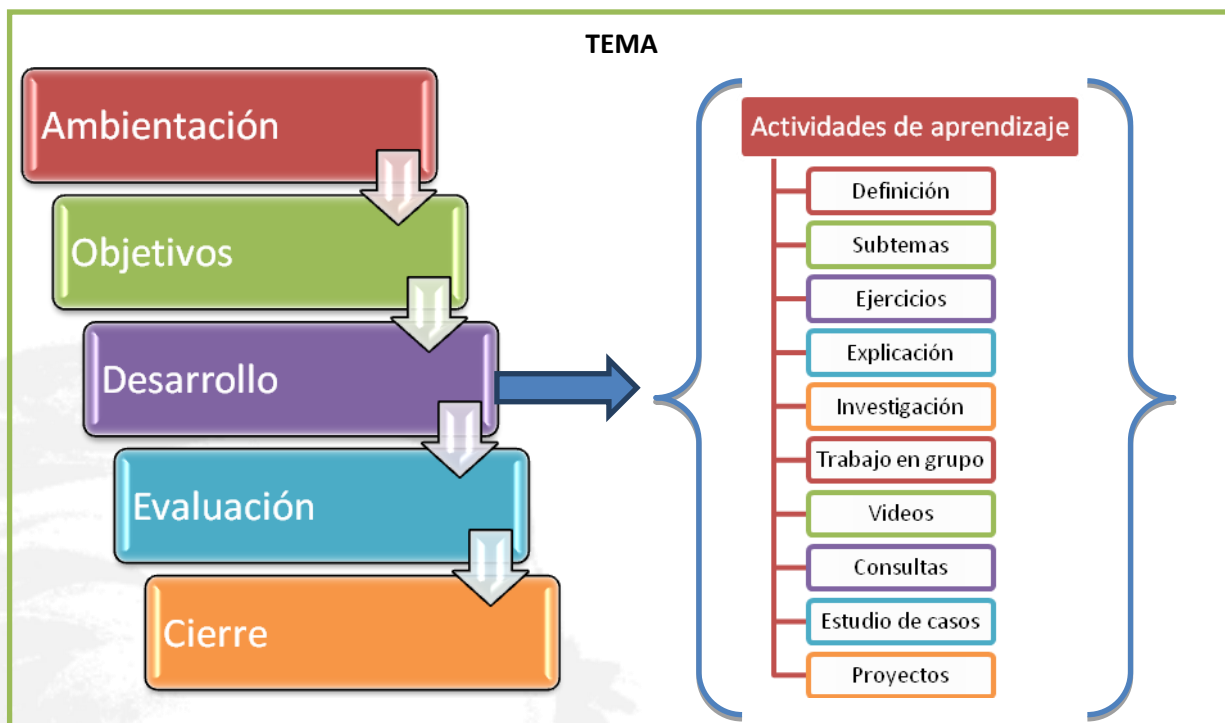 TEMA
Ambientación
Objetivos
Desarrollo
Evaluación
Cierre
Actividades de aprendizaje
Definición
Subtemas
Ejercicios
Explicación
Investigación
Trabajo en grupo
Videos
Consultas
Estudio de casos
Proyectos